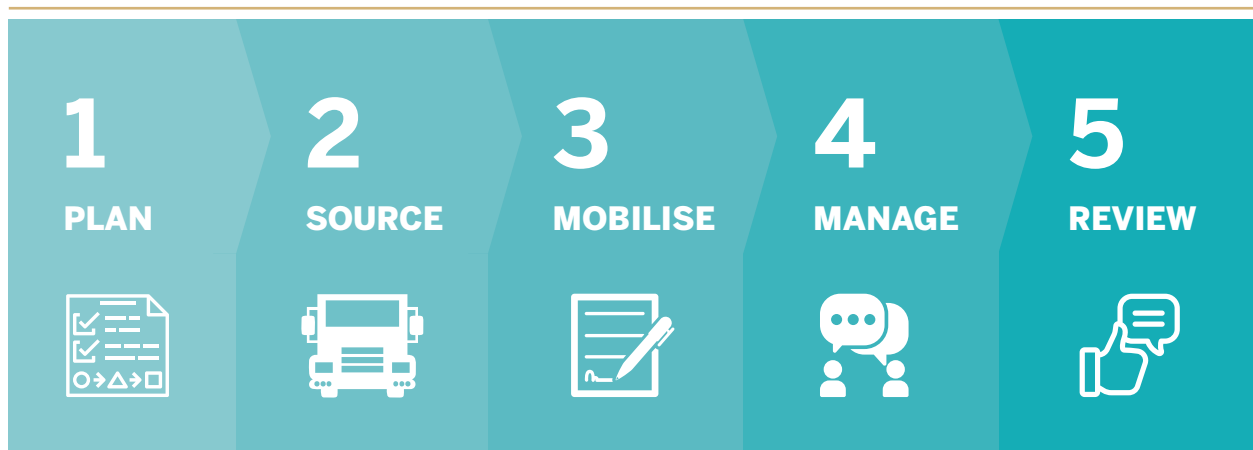 1
PLAN
2
SOURCE
3
MOBILISE
4
MANAGE
5
REVIEW